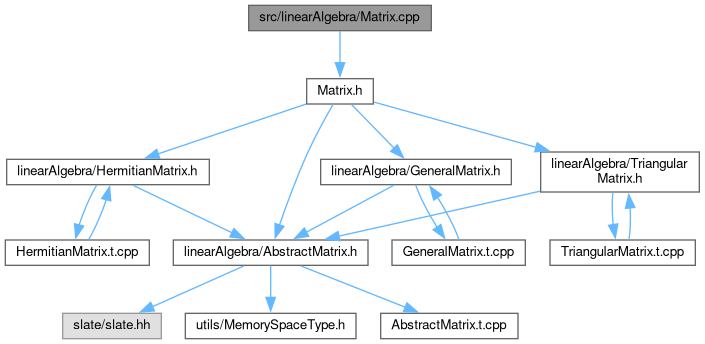 src/linearAlgebra/Matrix.cpp
Matrix.h
linearAlgebra/HermitianMatrix.h
linearAlgebra/GeneralMatrix.h
linearAlgebra/Triangular
Matrix.h
HermitianMatrix.t.cpp
linearAlgebra/AbstractMatrix.h
GeneralMatrix.t.cpp
TriangularMatrix.t.cpp
slate/slate.hh
utils/MemorySpaceType.h
AbstractMatrix.t.cpp